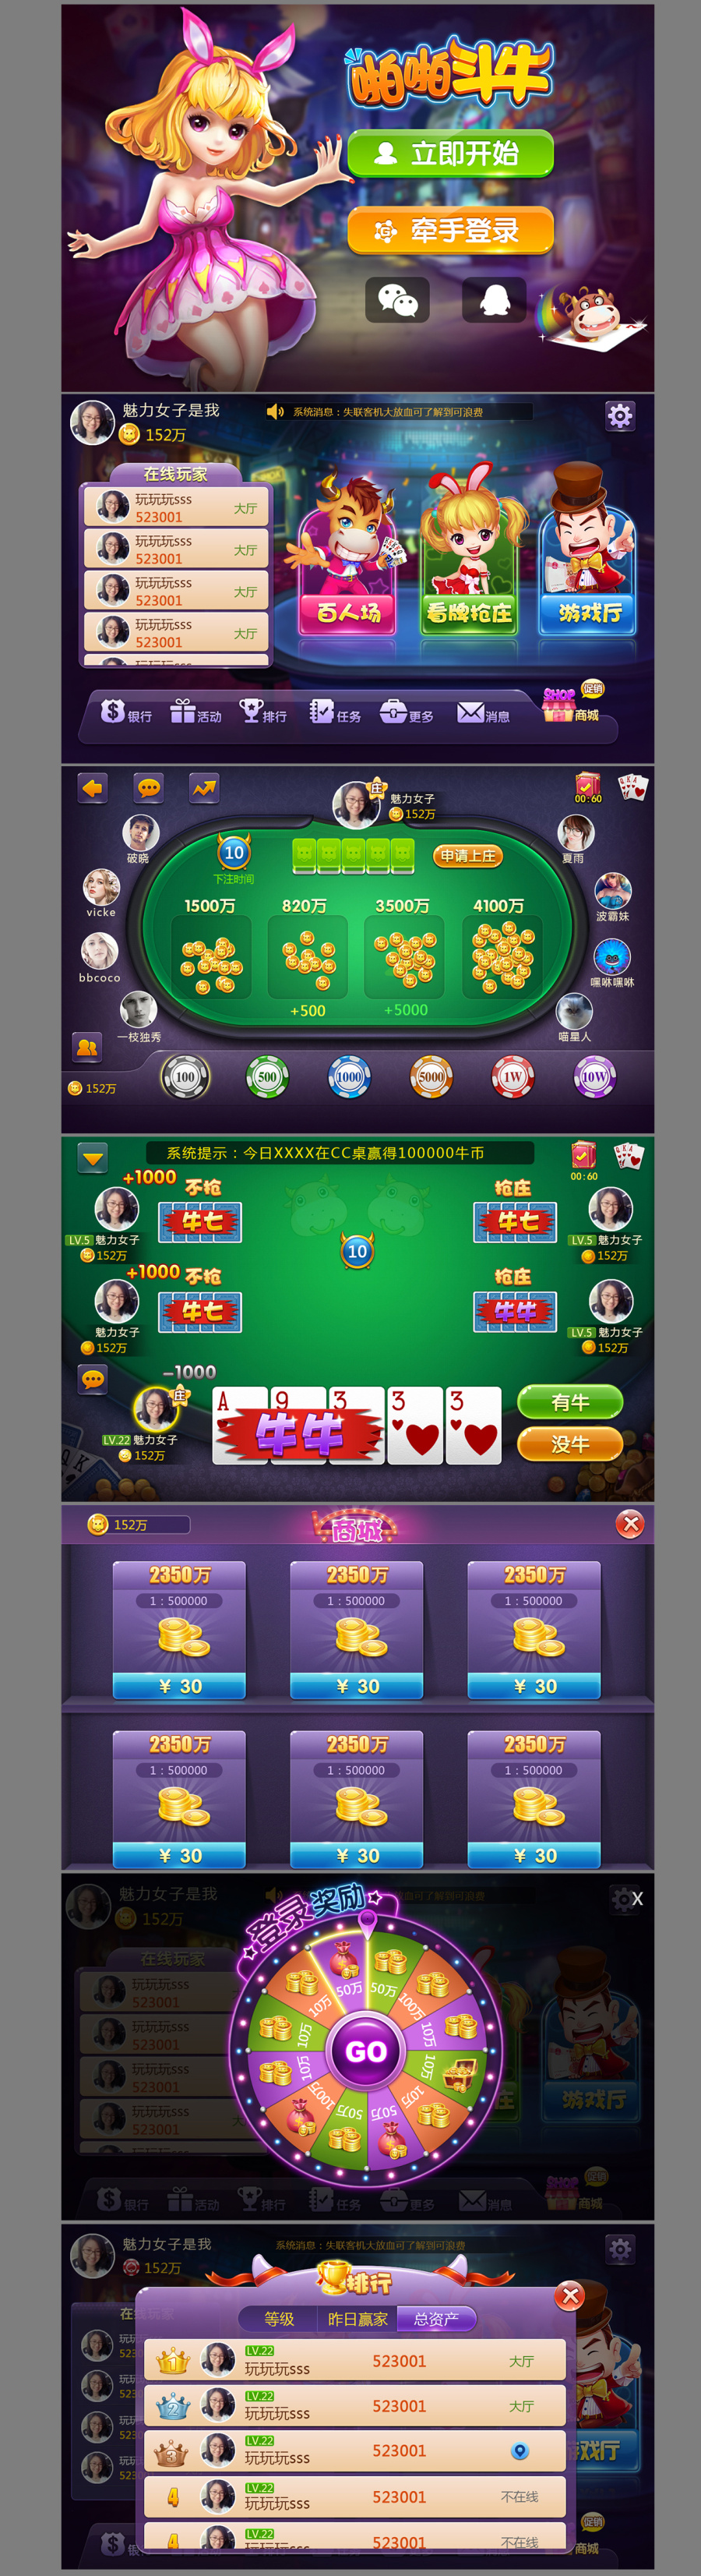 啪啪斗牛
立即开始
牵手登录
魅力女子是我
152万
系统消息：失联客机大放血可了解到可浪费
在线玩家
玩玩玩sss
523001
大厅
玩玩玩sss
523001
大厅
玩玩玩sss
523001
大厅
玩玩玩sss
523001
大厅
玩玩玩sss
百人场
看牌抢庄
游戏厅
银行
活动
排行
任务
更多
消息
SHOP
促销
商城
庄
魅力女子
152万
00:60
破晓
10
下注时间
申请上庄
夏雨
vicke
1500万
820万
3500万
4100万
波霸妹
bbcoco
嘿咻嘿咻
一枝独秀
+500
+5000
喵星人
152万
100
500
1000
5000
1W
10W
系统提示：今日XXXX在CC桌赢得100000牛币
00:60
+1000
不抢
牛七
LV.5 魅力女子
152万
抢庄
牛七
LV.5 魅力女子
152万
10
+1000
不抢
牛七
魅力女子
152万
抢庄
牛牛
LV.5 魅力女子
152万
-1000
庄
LV.22 魅力女子
152万
A
9
3
3
3
牛牛
有牛
没牛
152万
商城
2350万
1：500000
¥ 30
2350万
1：500000
¥ 30
2350万
1：500000
¥ 30
2350万
1：500000
¥ 30
2350万
1：500000
¥ 30
2350万
1：500000
¥ 30
魅力女子是我
152万
登录奖励
X
在线玩家
玩玩玩sss
523001
玩玩玩sss
523001
玩玩玩sss
523001
玩玩玩sss
523001
50万
50万
100万
10万
10万
10万
50万
50万
100万
10万
10万
10万
GO
游戏厅
银行
活动
排行
任务
更多
消息
促销
商城
魅力女子是我
152万
系统消息：失联客机大放血可了解到可浪费
排行
等级
昨日赢家
总资产
1
LV.22
玩玩玩sss
523001
大厅
2
LV.22
玩玩玩sss
523001
大厅
3
LV.22
玩玩玩sss
523001
4
LV.22
玩玩玩sss
523001
不在线
4
LV.22
玩玩玩sss
523001
不在线
促销
商城